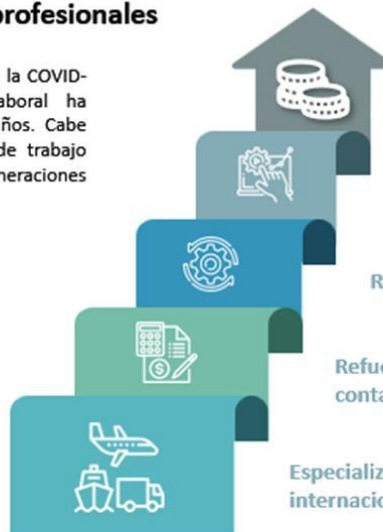 profesionales
la COVID-
aboral ha
ños. Cabe
de trabajo
neraciones
R
Refue
conta
Especializ
internacio